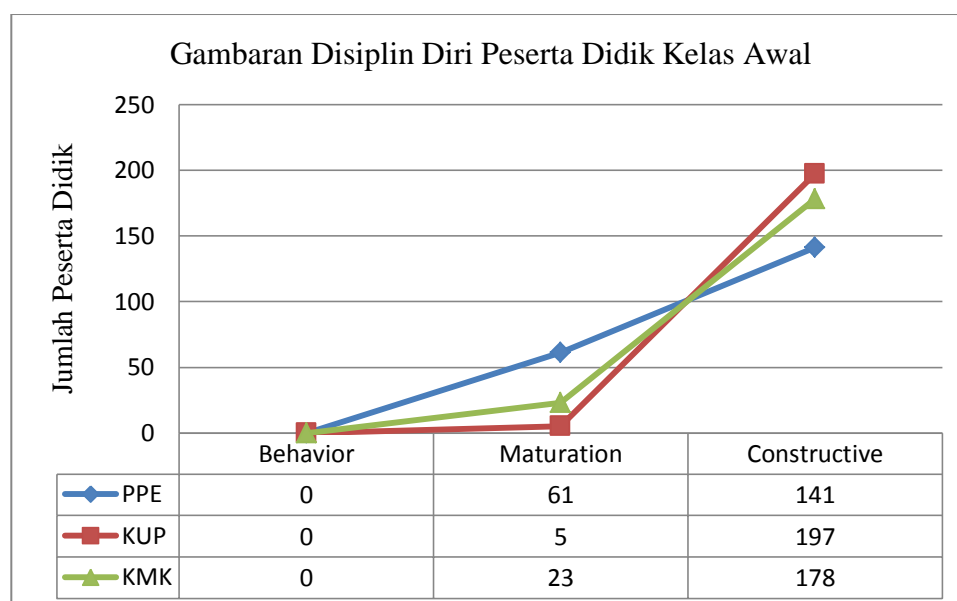 Gambaran Disiplin Diri Peserta Didik Kelas Awal
Jumlah Peserta Didik
250
200
150
100
50
0
Behavior Maturation Constructive
PPE 0 61 141
KUP 0 5 197
KMK 0 23 178